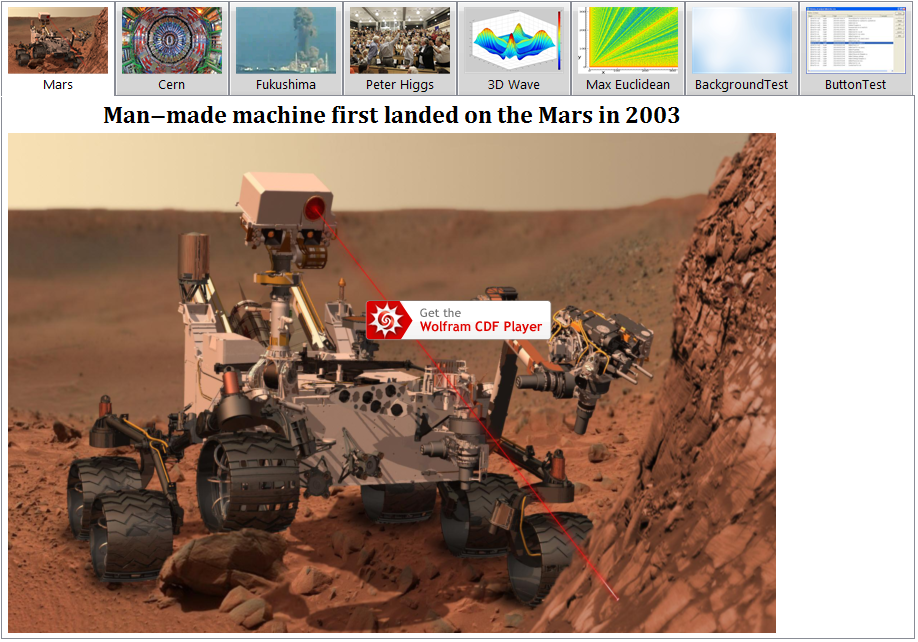 Mars
Cern
Fukushima
Peter Higgs
3D Wave
Max Euclidean
BackgroundTest
ButtonTest
Man−made machine first landed on the Mars in 2003
Get the
Wolfram CDF Player